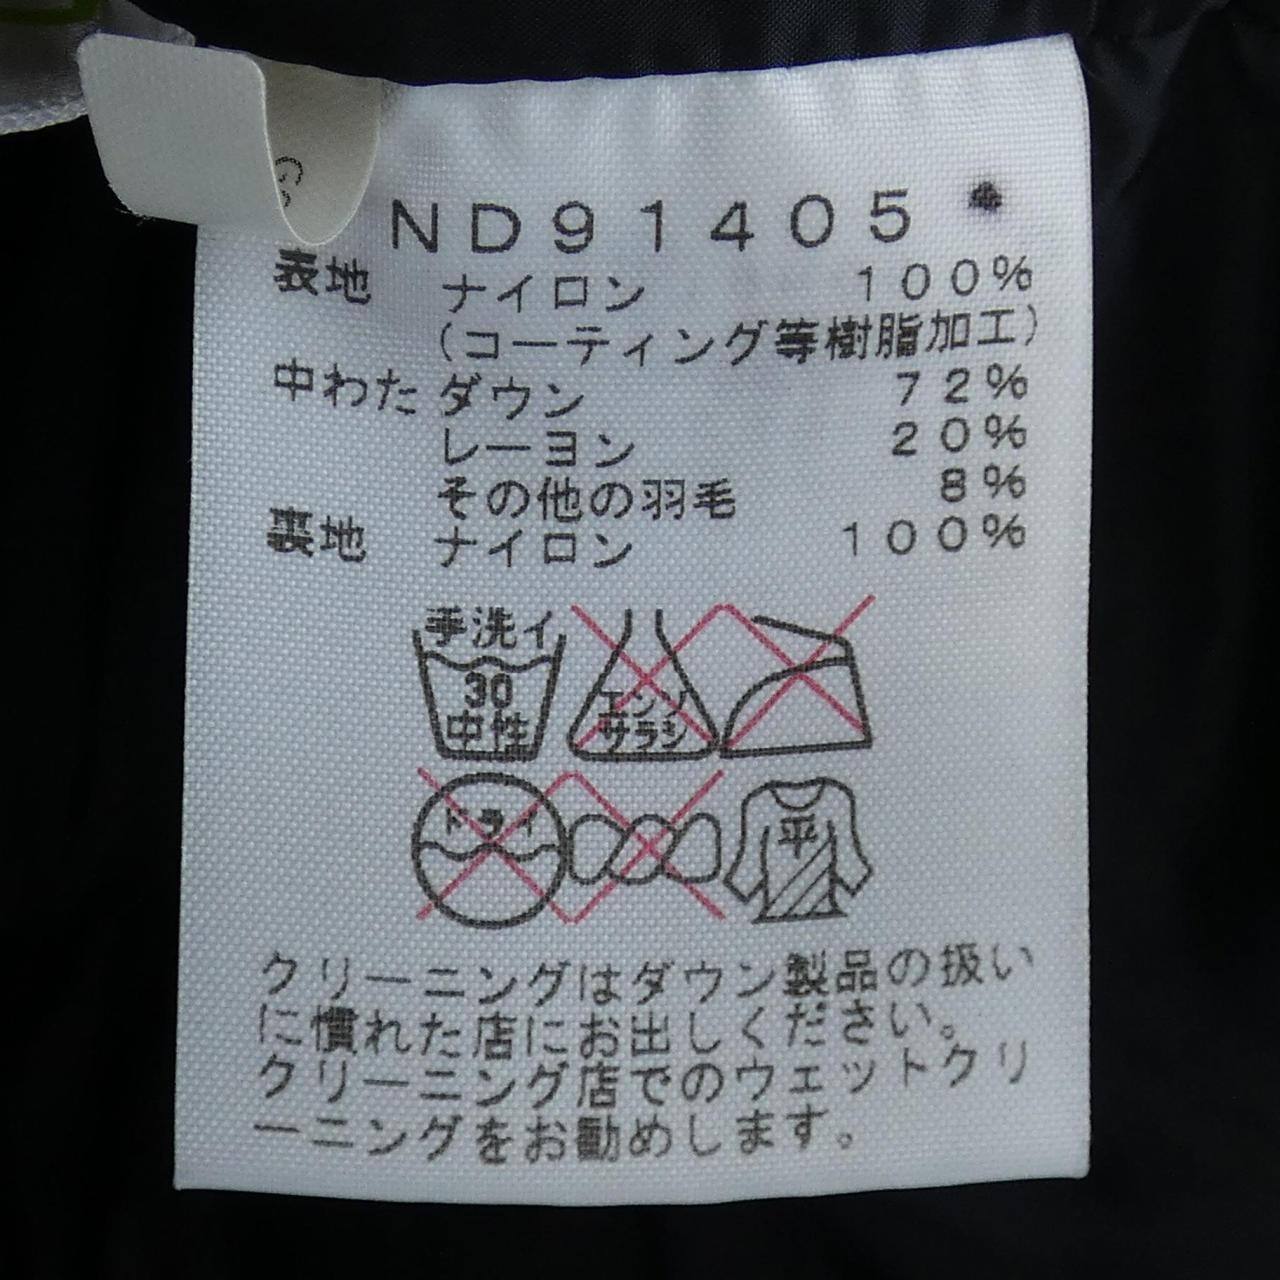 ND91405
表地 ナイロン 100%
(コーティング等樹脂加工)
中わた ダウン 72%
レーヨン 20%
その他の羽毛 8%
裏地 ナイロン 100%
手洗イ
30
中性
エンソ
サラシ
ドライ
平
クリーニングはダウン製品の扱い
に慣れた店にお出しください。
クリーニング店でのウェットクリ
ーニングをお勧めします。